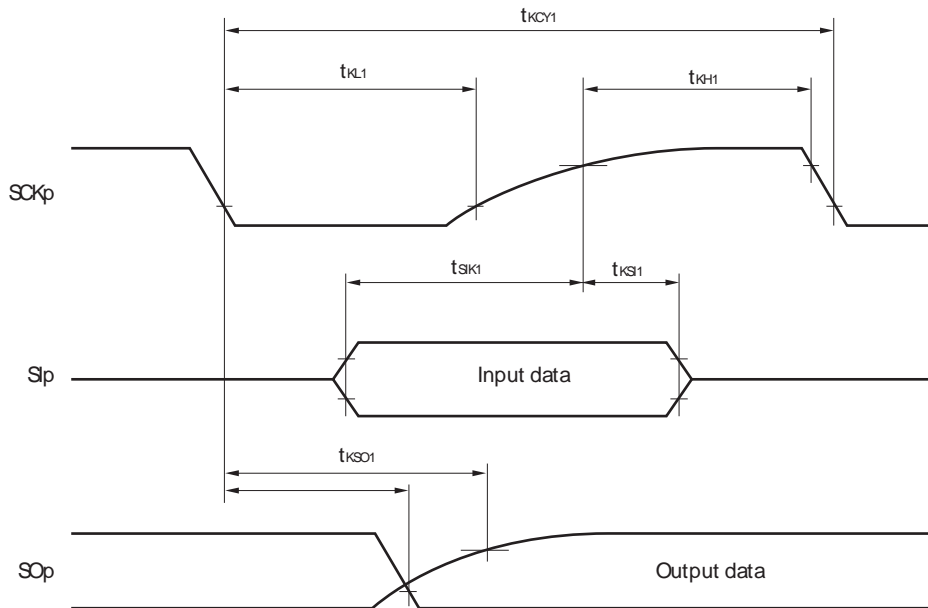 tKCY1
tKL1
tKH1
SCKp
tSIK1
tKSI1
SIp
Input data
tKSO1
SOp
Output data